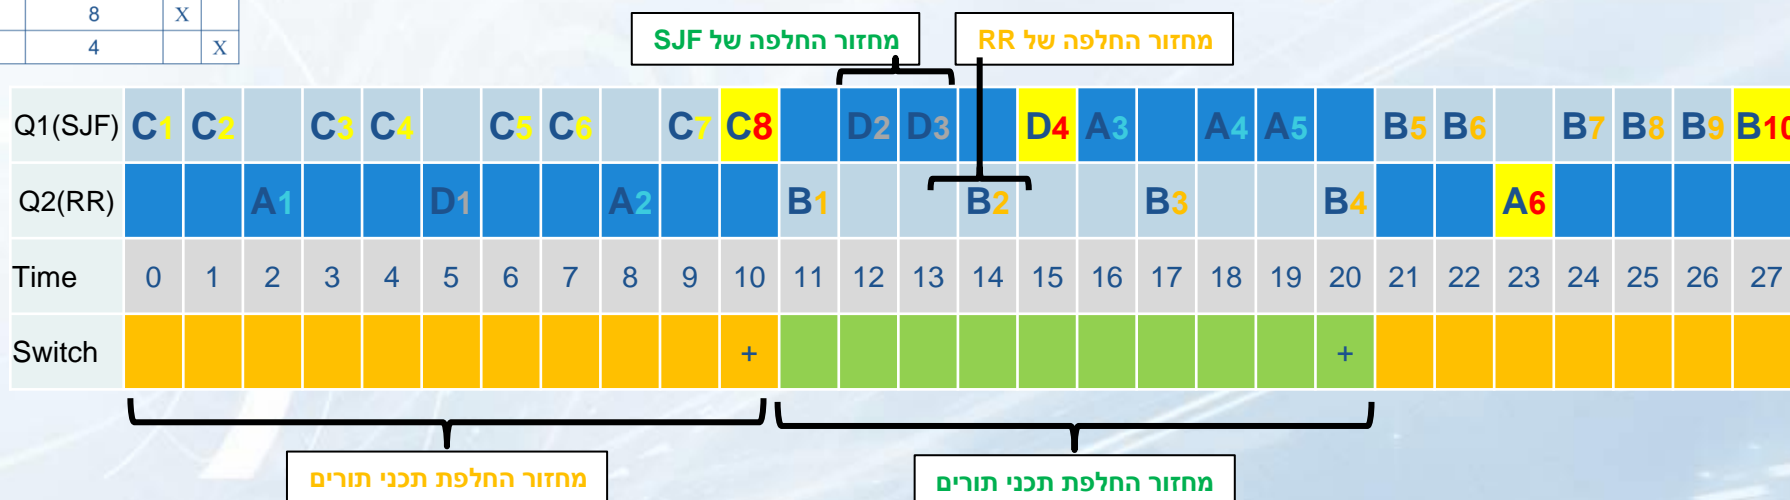 8 X
4 X
מחזור החלפה של SJF
מחזור החלפה של RR
Q1(SJF) C1 C2 C3 C4 C5 C6 C7 C8 D2 D3 D4 A3 A4 A5 B5 B6 B7 B8 B9 B10
Q2(RR) A1 D1 A2 B1 B2 B3 B4 A6
Time 0 1 2 3 4 5 6 7 8 9 10 11 12 13 14 15 16 17 18 19 20 21 22 23 24 25 26 27
Switch + +
מחזור החלפת תכני תורים
מחזור החלפת תכני תורים